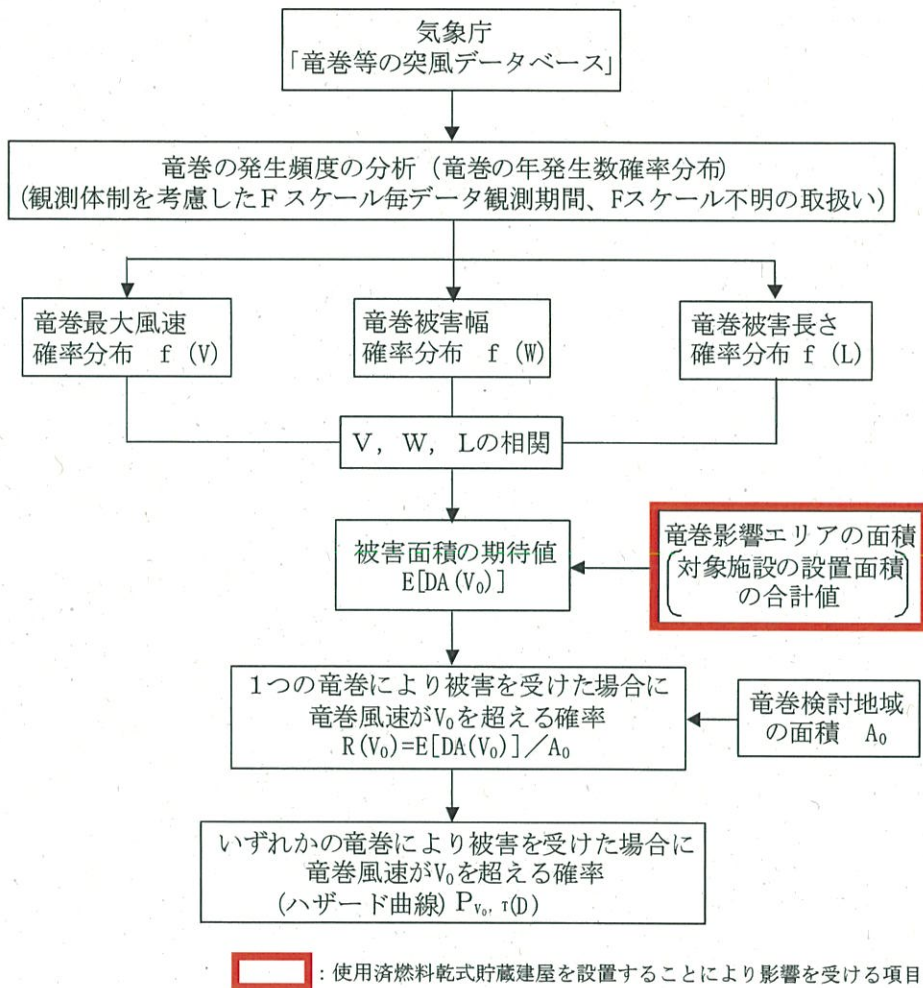 気象庁
「竜巻等の突風データベース」
竜巻の発生頻度の分析(竜巻の年発生数確率分布)
(観測体制を考慮したFスケール毎データ観測期間、Fスケール不明の取扱い)
竜巻最大風速
確率分布 f (V)
竜巻被害幅
確率分布 f (W)
竜巻被害長さ
確率分布 f (L)
V, W, Lの相関
竜巻影響エリアの面積
(対象施設の設置面積
の合計値)
被害面積の期待値
E[DA(V₀)]
1つの竜巻により被害を受けた場合に
竜巻風速がV₀を超える確率
R(V₀)=E[DA(V₀)]/A₀
竜巻検討地域
の面積 A₀
いずれかの竜巻により被害を受けた場合に
竜巻風速がV₀を超える確率
(ハザード曲線) P_V₀, T(D)
:使用済燃料乾式貯蔵建屋を設置することにより影響を受ける項目